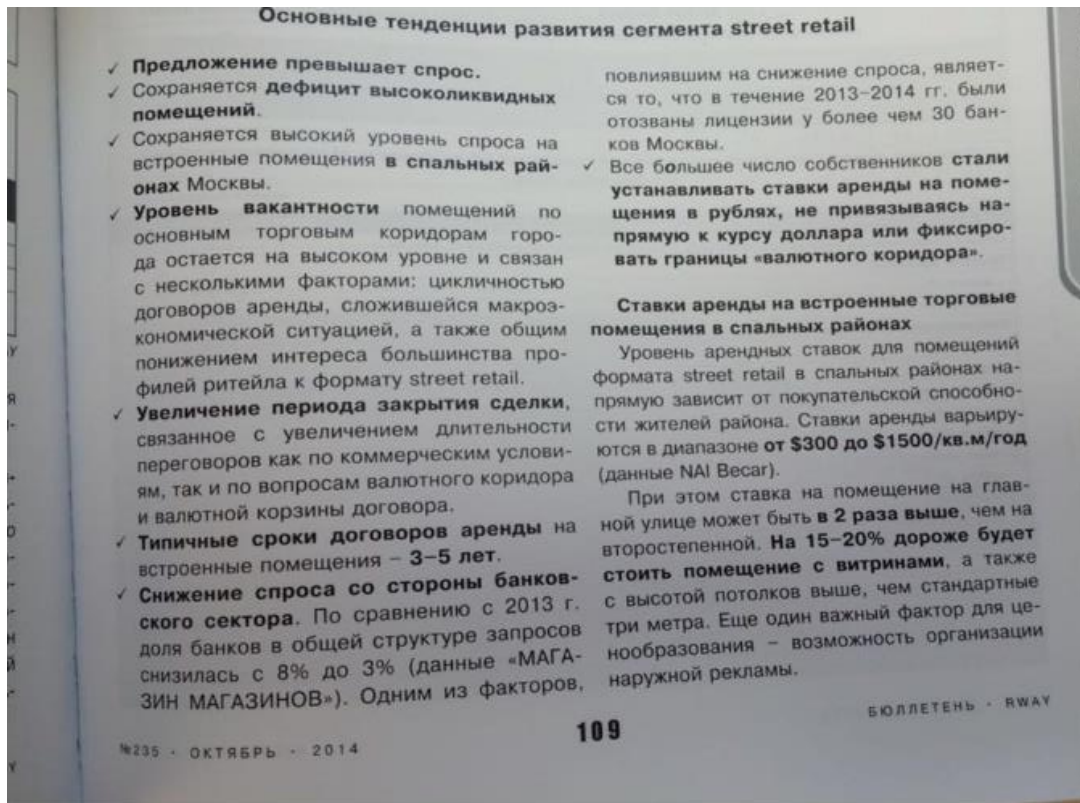 Основные тенденции развития сегмента street retail
✓ Предложение превышает спрос.
✓ Сохраняется дефицит высоколиквидных
помещений.
✓ Сохраняется высокий уровень спроса на
встроенные помещения в спальных рай-
онах Москвы.
✓ Уровень вакантности помещений по
основным торговым коридорам горо-
да остается на высоком уровне и связан
с несколькими факторами: цикличностью
договоров аренды, сложившейся макроэ-
кономической ситуацией, а также общим
понижением интереса большинства про-
филей ритейла к формату street retail.
✓ Увеличение периода закрытия сделки,
связанное с увеличением длительности
переговоров как по коммерческим услови-
ям, так и по вопросам валютного коридора
и валютной корзины договора.
✓ Типичные сроки договоров аренды на
встроенные помещения – 3–5 лет.
✓ Снижение спроса со стороны банков-
ского сектора. По сравнению с 2013 г.
доля банков в общей структуре запросов
снизилась с 8% до 3% (данные «МАГА-
ЗИН МАГАЗИНОВ»). Одним из факторов,
повлиявшим на снижение спроса, являет-
ся то, что в течение 2013–2014 гг. были
отозваны лицензии у более чем 30 бан-
ков Москвы.
✓ Все большее число собственников стали
устанавливать ставки аренды на поме-
щения в рублях, не привязываясь на-
прямую к курсу доллара или фиксиро-
вать границы «валютного коридора».
Ставки аренды на встроенные торговые
помещения в спальных районах
Уровень арендных ставок для помещений
формата street retail в спальных районах на-
прямую зависит от покупательской способно-
сти жителей района. Ставки аренды варьиру-
ются в диапазоне от $300 до $1500/кв.м/год
(данные NAI Becar).
При этом ставка на помещение на глав-
ной улице может быть в 2 раза выше, чем на
второстепенной. На 15–20% дороже будет
стоить помещение с витринами, а также
с высотой потолков выше, чем стандартные
три метра. Еще один важный фактор для це-
нообразования – возможность организации
наружной рекламы.
№235 · ОКТЯБРЬ · 2014
109
БЮЛЛЕТЕНЬ · RWAY